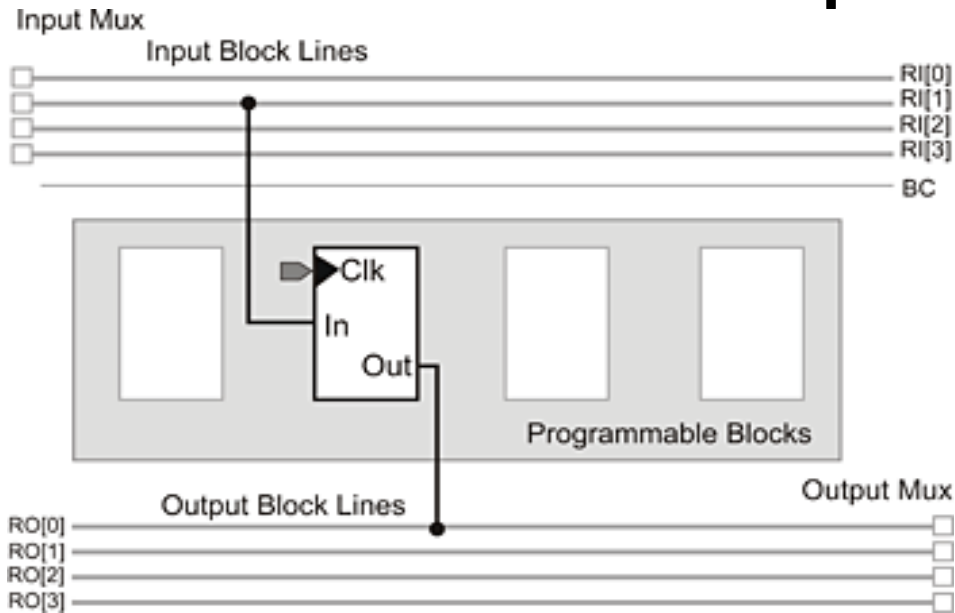 Input Mux
Input Block Lines
RI[0]
RI[1]
RI[2]
RI[3]
BC
Clk
In
Out
Programmable Blocks
Output Mux
Output Block Lines
RO[0]
RO[1]
RO[2]
RO[3]